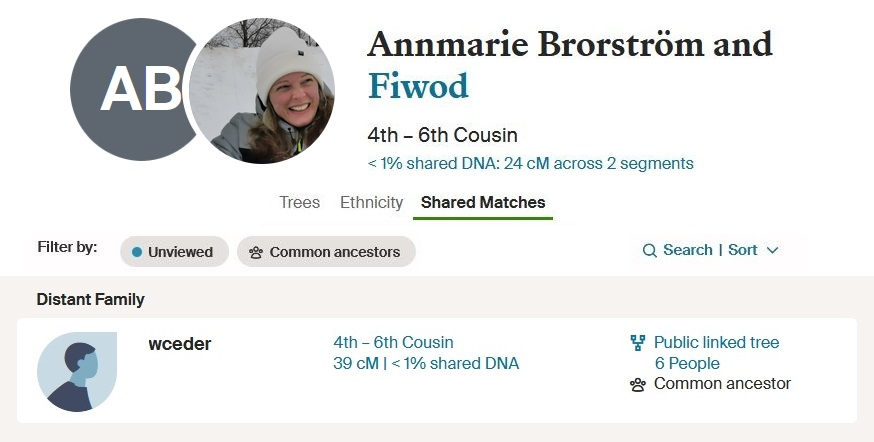 AB
Annmarie Brorström and
Fiwod
4th – 6th Cousin
< 1% shared DNA: 24 cM across 2 segments
Trees Ethnicity Shared Matches
Filter by: Unviewed Common ancestors Search | Sort
Distant Family
wceder 4th – 6th Cousin Public linked tree
39 cM | < 1% shared DNA 6 People
Common ancestor